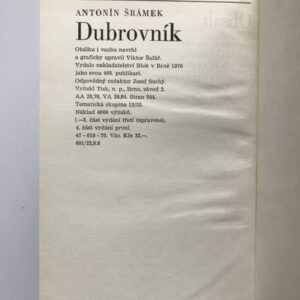 ANTONÍN ŠRÁMEK
Dubrovník
Obálku i vazbu navrhl
a graficky upravil Viktor Šafář.
Vydalo nakladatelství Blok v Brně 1970
jako svou 405. publikaci.
Odpovědný redaktor Josef Suchý.
Vytiskl Tisk, n. p., Brno, závod 2.
AA 28,76, VA 29,64. Stran 344.
Tematická skupina 13/33.
Náklad 4000 výtisků.
1.—3. část vydání třetí (upravené),
4. část vydání první.
47-019-70. Váz. Kčs 32,—.
601/22,8.6
Obsah